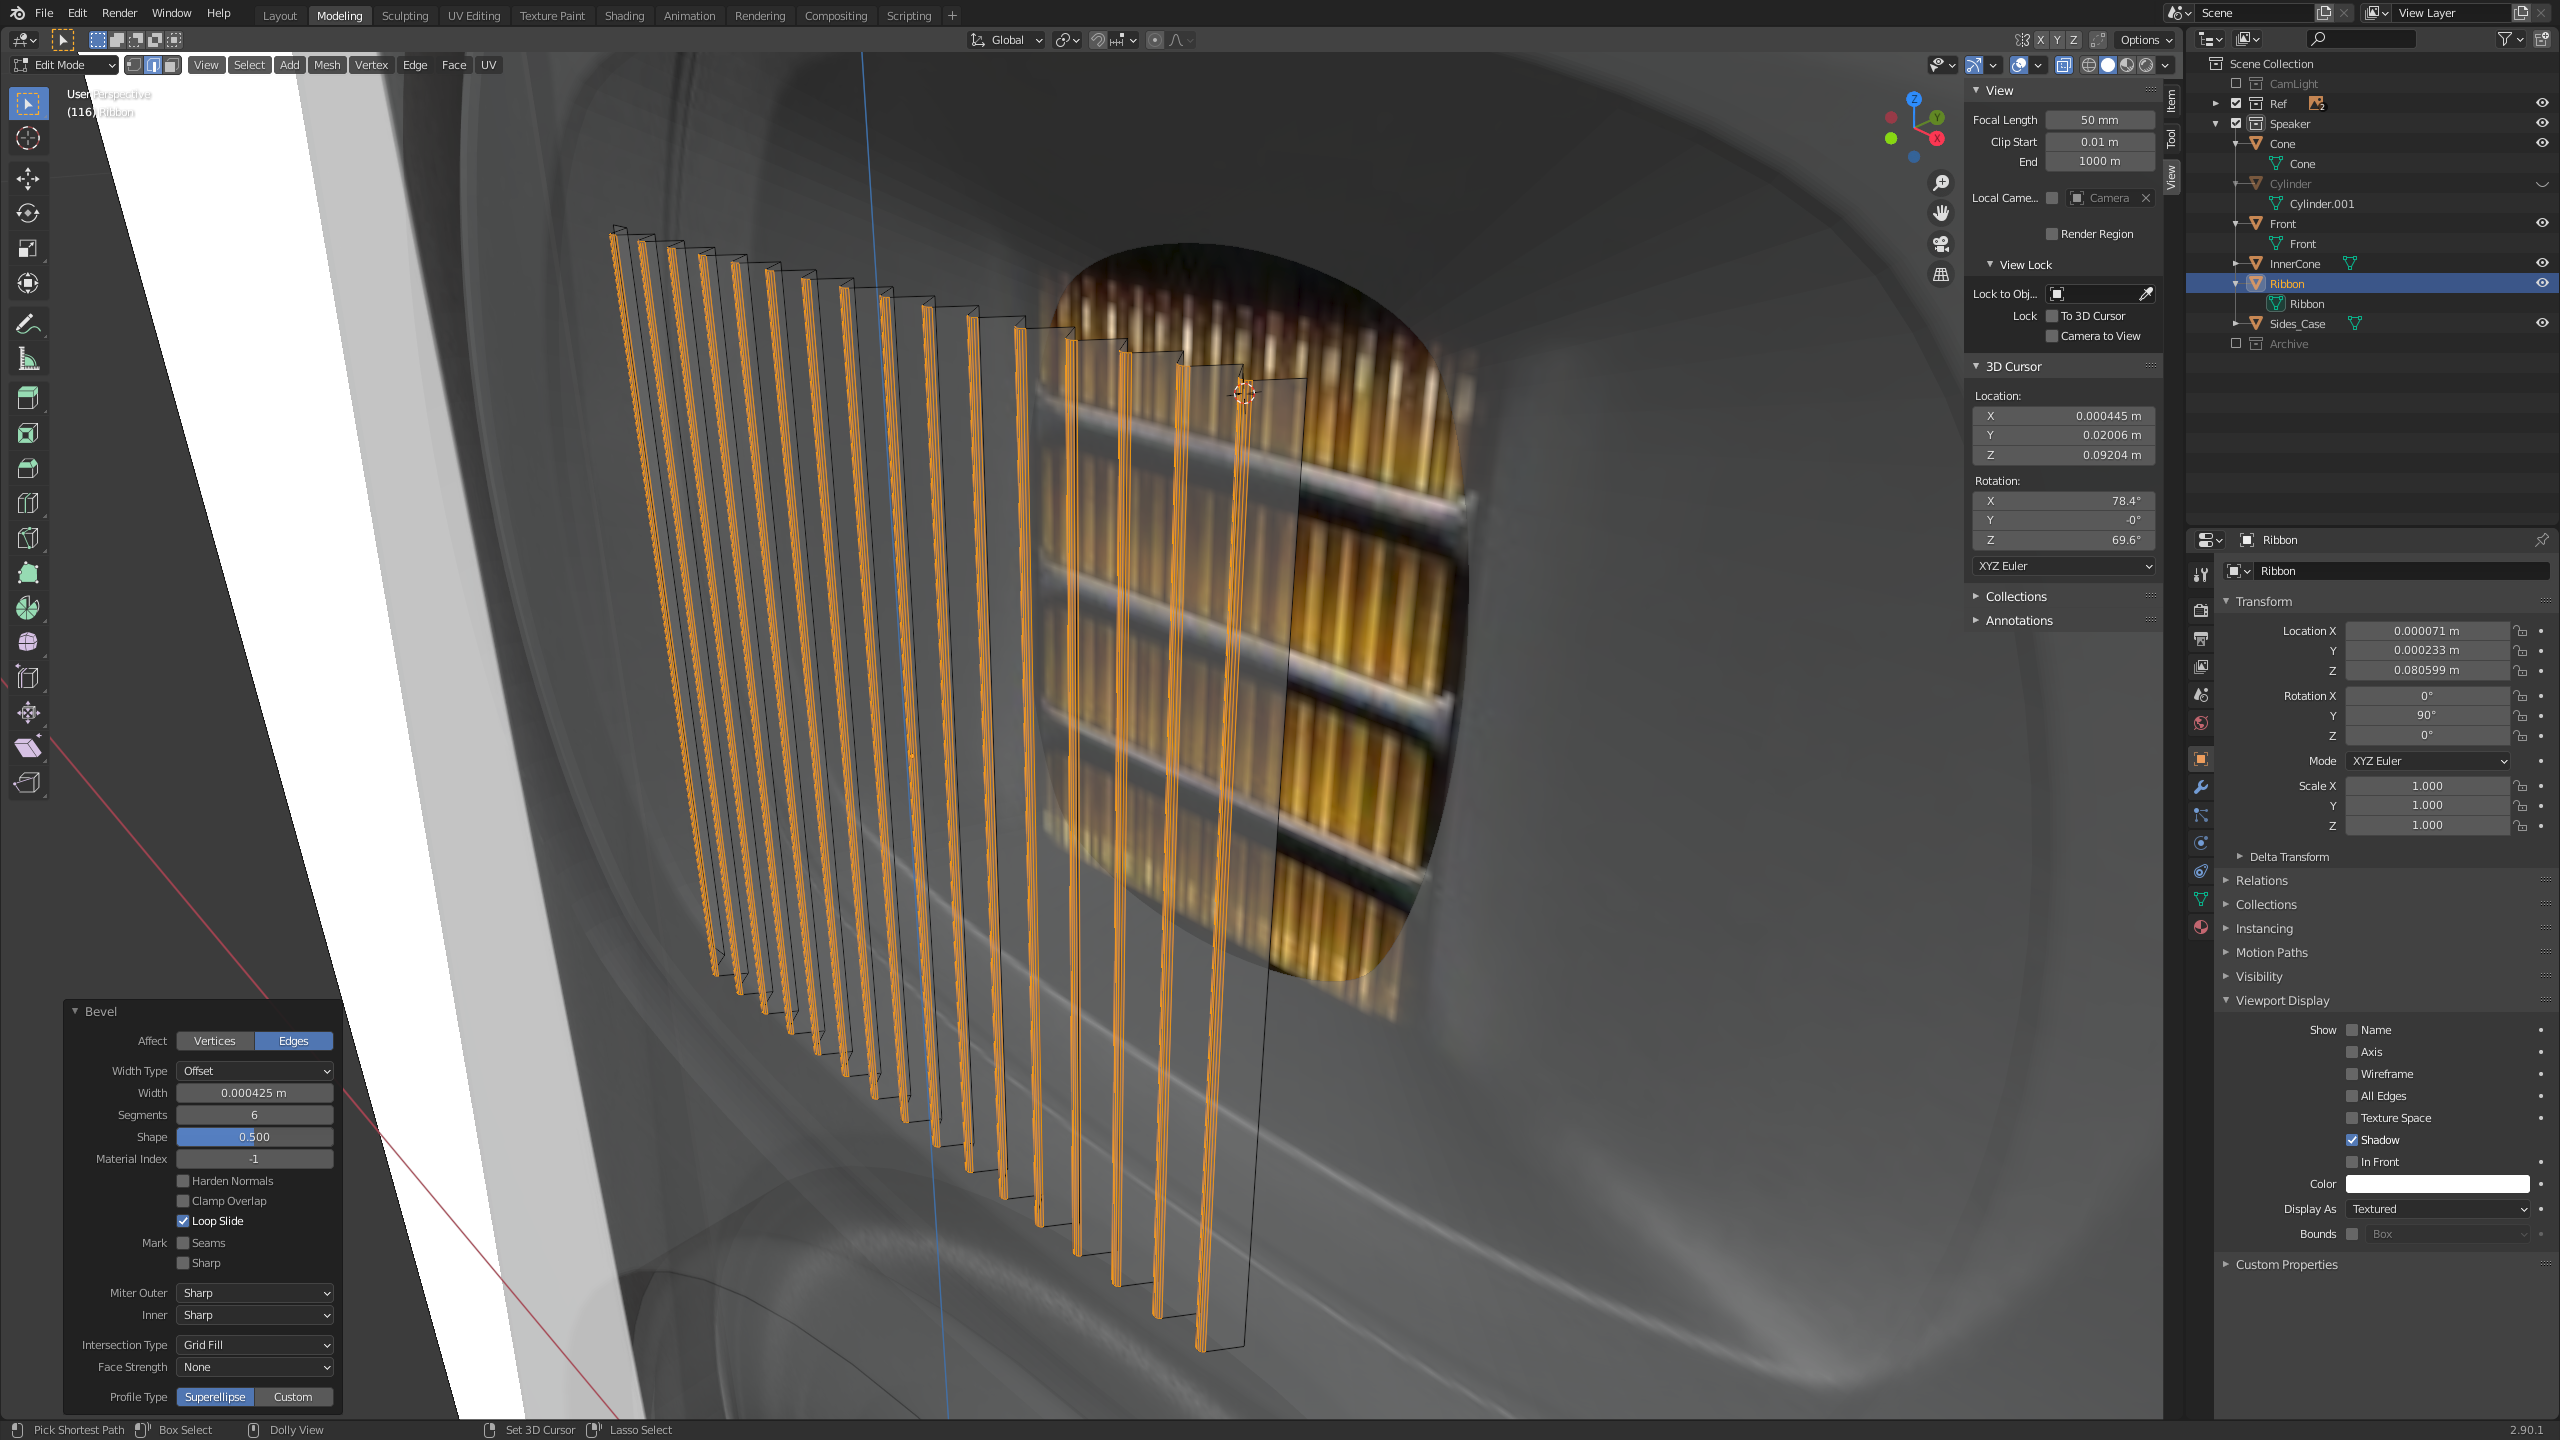 File Edit Render Window Help Layout Modeling Sculpting UV Editing Texture Paint Shading Animation Rendering Compositing Scripting + Scene View Layer
Global X Y Z Options
Edit Mode View Select Add Mesh Vertex Edge Face UV
User Perspective
(116) Ribbon
Z
Y
X
View
Focal Length 50 mm
Clip Start 0.01 m
End 1000 m
Local Came... Camera
Render Region
View Lock
Lock to Obj...
Lock To 3D Cursor
Camera to View
3D Cursor
Location:
X 0.000445 m
Y 0.02006 m
Z 0.09204 m
Rotation:
X 78.4°
Y -0°
Z 69.6°
XYZ Euler
Collections
Annotations
Item
Tool
View
Scene Collection
CamLight
Ref 2
Speaker
Cone
Cone
Cylinder
Cylinder.001
Front
Front
InnerCone
Ribbon
Ribbon
Sides_Case
Archive
Ribbon
Ribbon
Transform
Location X 0.000071 m
Y 0.000233 m
Z 0.080599 m
Rotation X 0°
Y 90°
Z 0°
Mode XYZ Euler
Scale X 1.000
Y 1.000
Z 1.000
Delta Transform
Relations
Collections
Instancing
Motion Paths
Visibility
Viewport Display
Show Name
Axis
Wireframe
All Edges
Texture Space
Shadow
In Front
Color
Display As Textured
Bounds Box
Custom Properties
Bevel
Affect Vertices Edges
Width Type Offset
Width 0.000425 m
Segments 6
Shape 0.500
Material Index -1
Harden Normals
Clamp Overlap
Loop Slide
Mark Seams
Sharp
Miter Outer Sharp
Inner Sharp
Intersection Type Grid Fill
Face Strength None
Profile Type Superellipse Custom
Pick Shortest Path Box Select Dolly View Set 3D Cursor Lasso Select 2.90.1